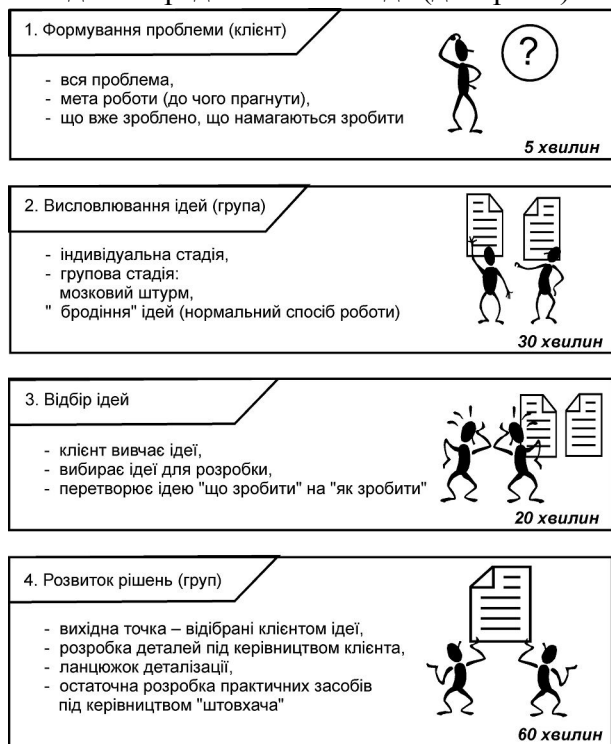 1. Формування проблеми (клієнт)
- вся проблема,
- мета роботи (до чого прагнути),
- що вже зроблено, що намагаються зробити
?
5 хвилин
2. Висловлювання ідей (група)
- індивідуальна стадія,
- групова стадія:
мозковий штурм,
" бродіння" ідей (нормальний спосіб роботи)
30 хвилин
3. Відбір ідей
- клієнт вивчає ідеї,
- вибирає ідеї для розробки,
- перетворює ідею "що зробити" на "як зробити"
20 хвилин
4. Розвиток рішень (груп)
- вихідна точка – відібрані клієнтом ідеї,
- розробка деталей під керівництвом клієнта,
- ланцюжок деталізації,
- остаточна розробка практичних засобів
під керівництвом "штовхача"
60 хвилин